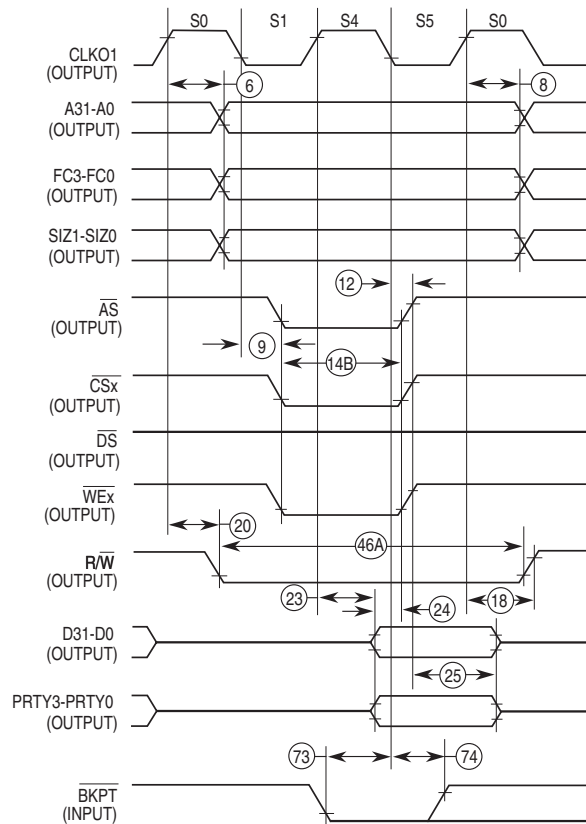 S0 S1 S4 S5 S0
CLKO1
(OUTPUT)
6 8
A31-A0
(OUTPUT)
FC3-FC0
(OUTPUT)
SIZ1-SIZ0
(OUTPUT)
12
AS
(OUTPUT)
9
14B
CSx
(OUTPUT)
DS
(OUTPUT)
WEx
(OUTPUT)
20
46A
R/W
(OUTPUT)
23 24 18
D31-D0
(OUTPUT)
25
PRTY3-PRTY0
(OUTPUT)
73 74
BKPT
(INPUT)